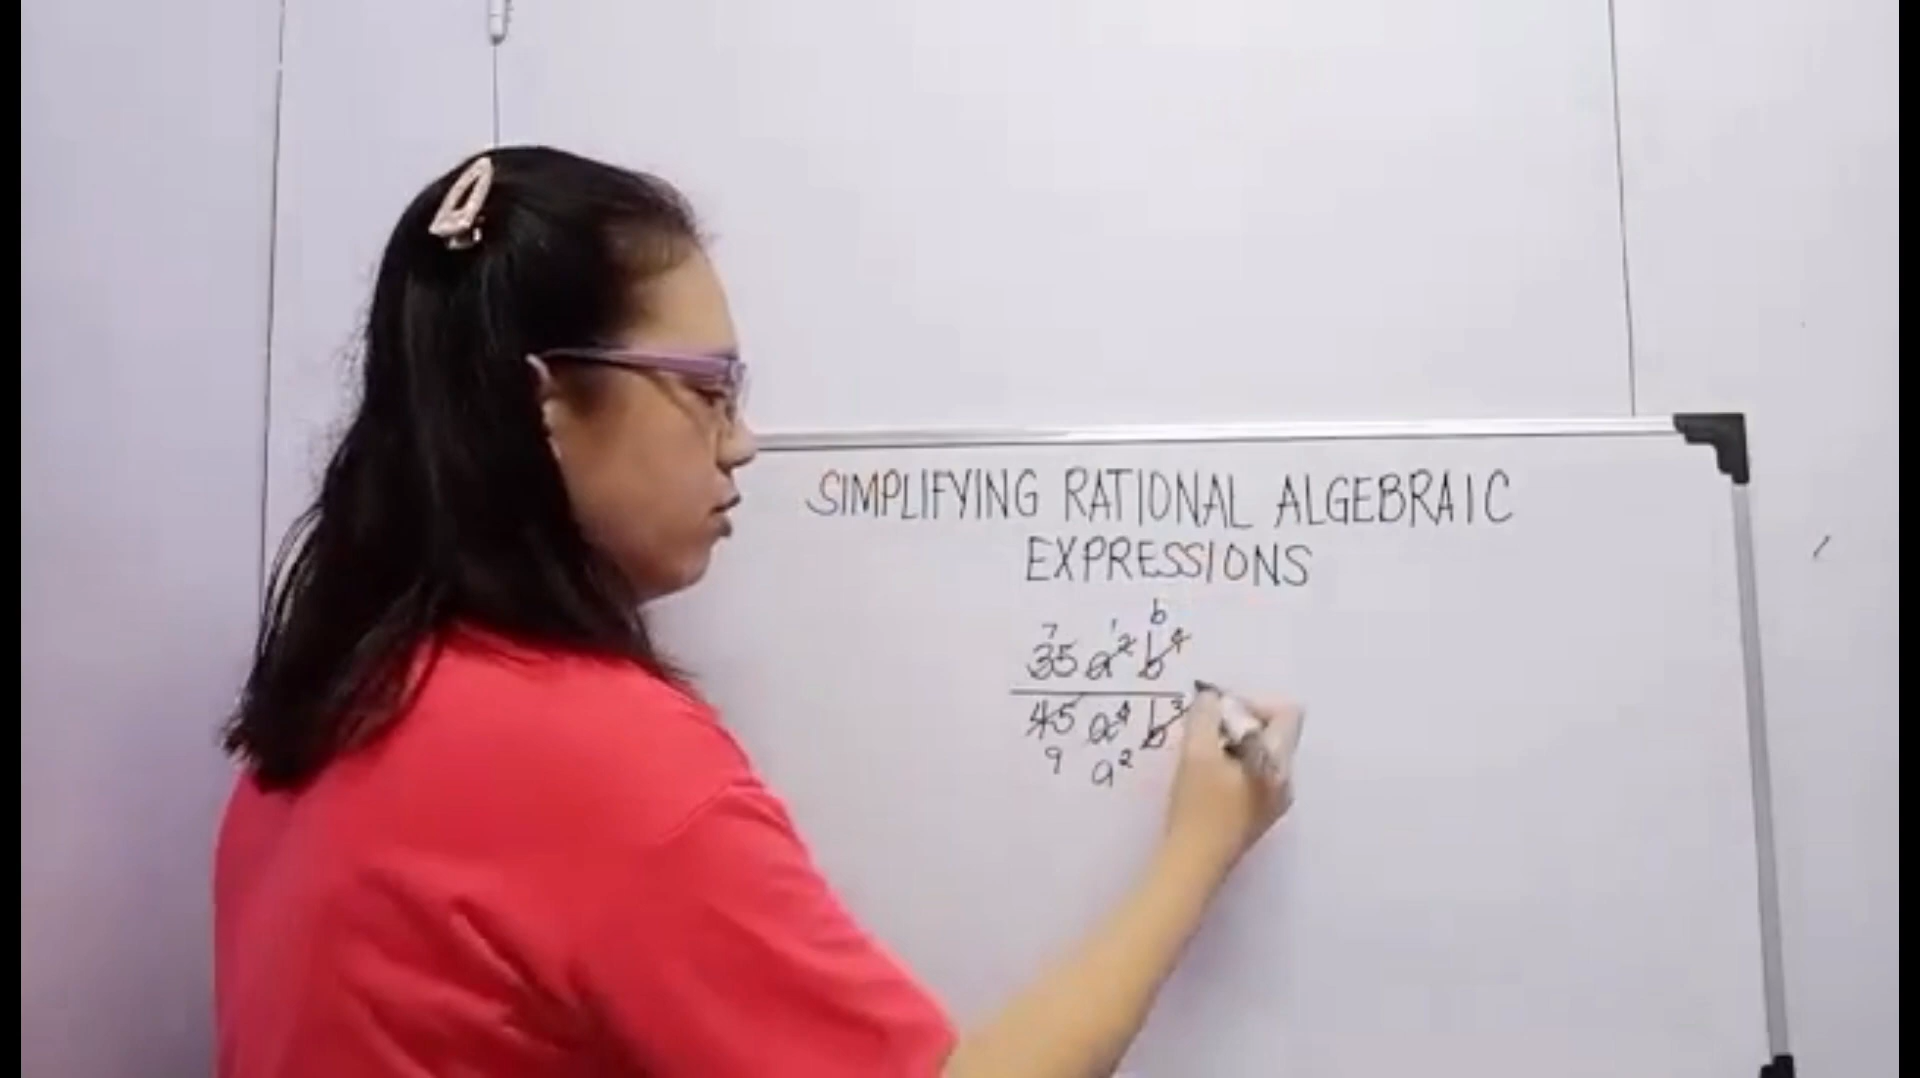 SIMPLIFYING RATIONAL ALGEBRAIC
EXPRESSIONS
7 1 b
35 a² b⁴
45 a⁴ b³
9 a²